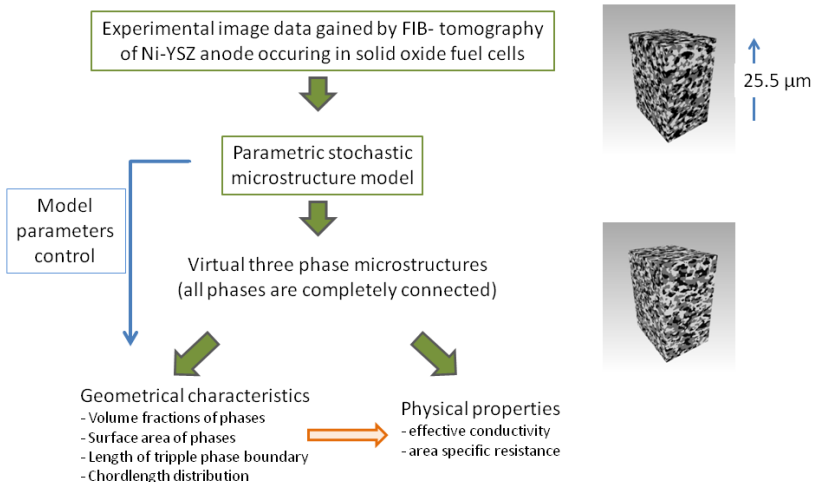 Experimental image data gained by FIB- tomography
of Ni-YSZ anode occuring in solid oxide fuel cells
25.5 µm
Parametric stochastic
microstructure model
Model
parameters
control
Virtual three phase microstructures
(all phases are completely connected)
Geometrical characteristics
- Volume fractions of phases
- Surface area of phases
- Length of tripple phase boundary
- Chordlength distribution
Physical properties
- effective conductivity
- area specific resistance